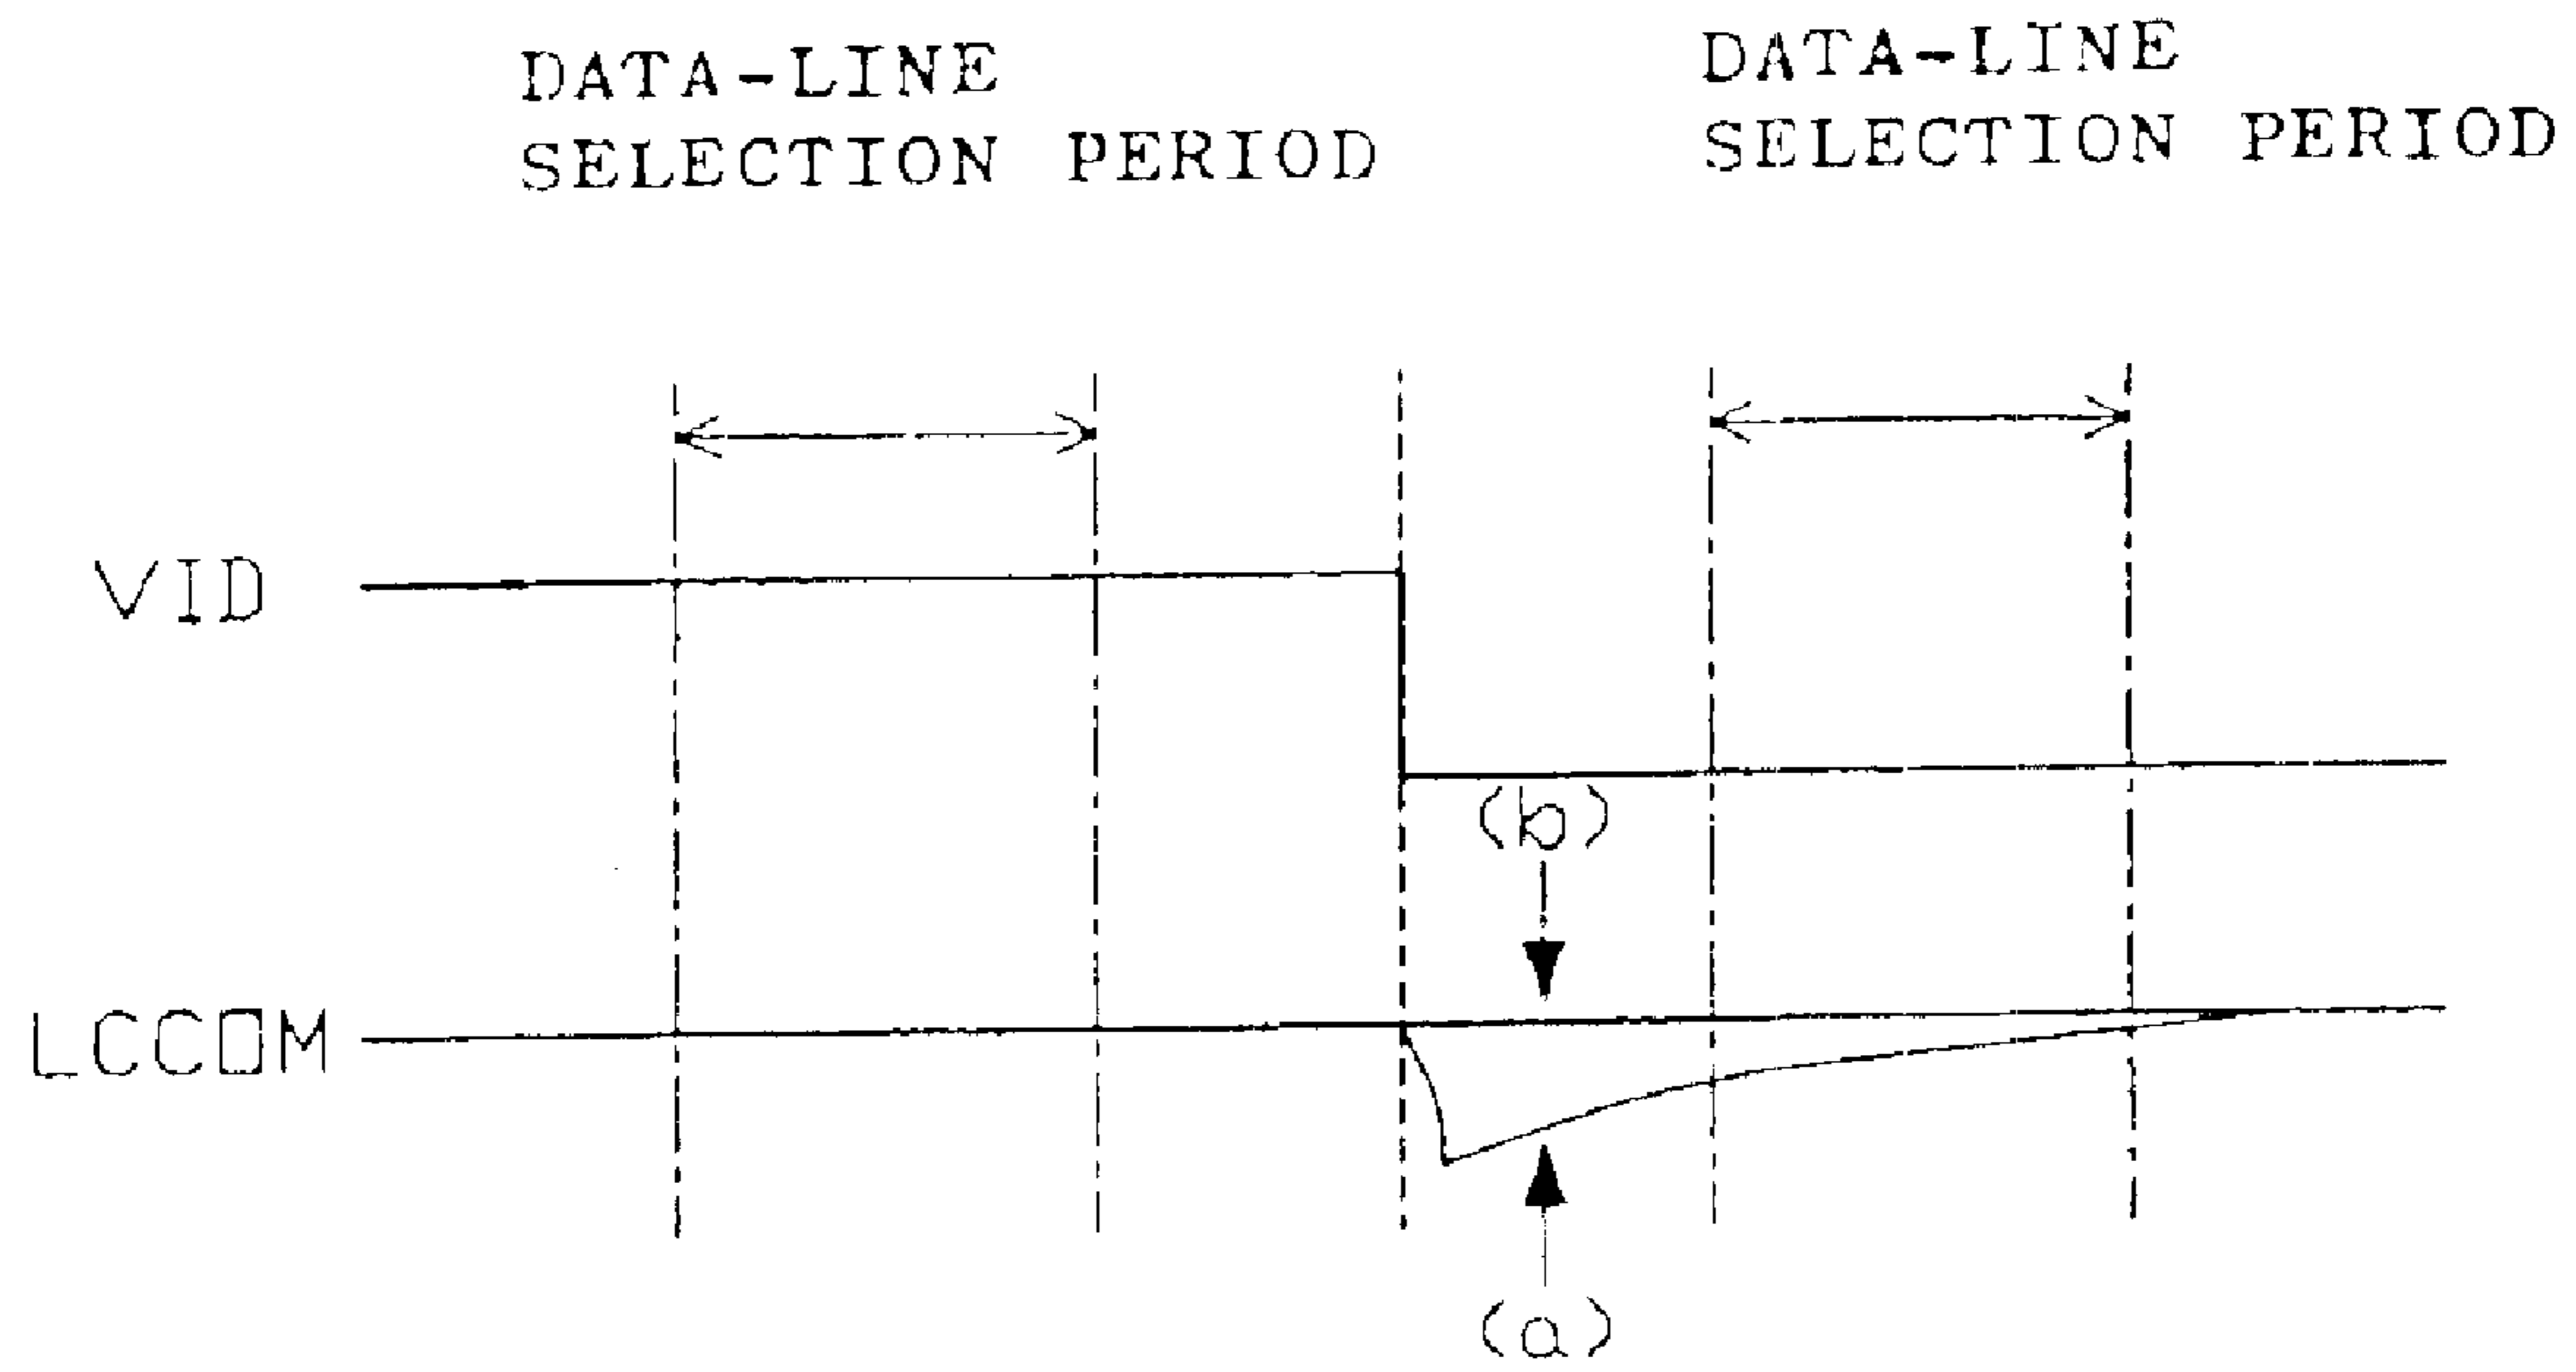 DATA-LINE
SELECTION PERIOD
DATA-LINE
SELECTION PERIOD
VID
(b)
LCCOM
(a)